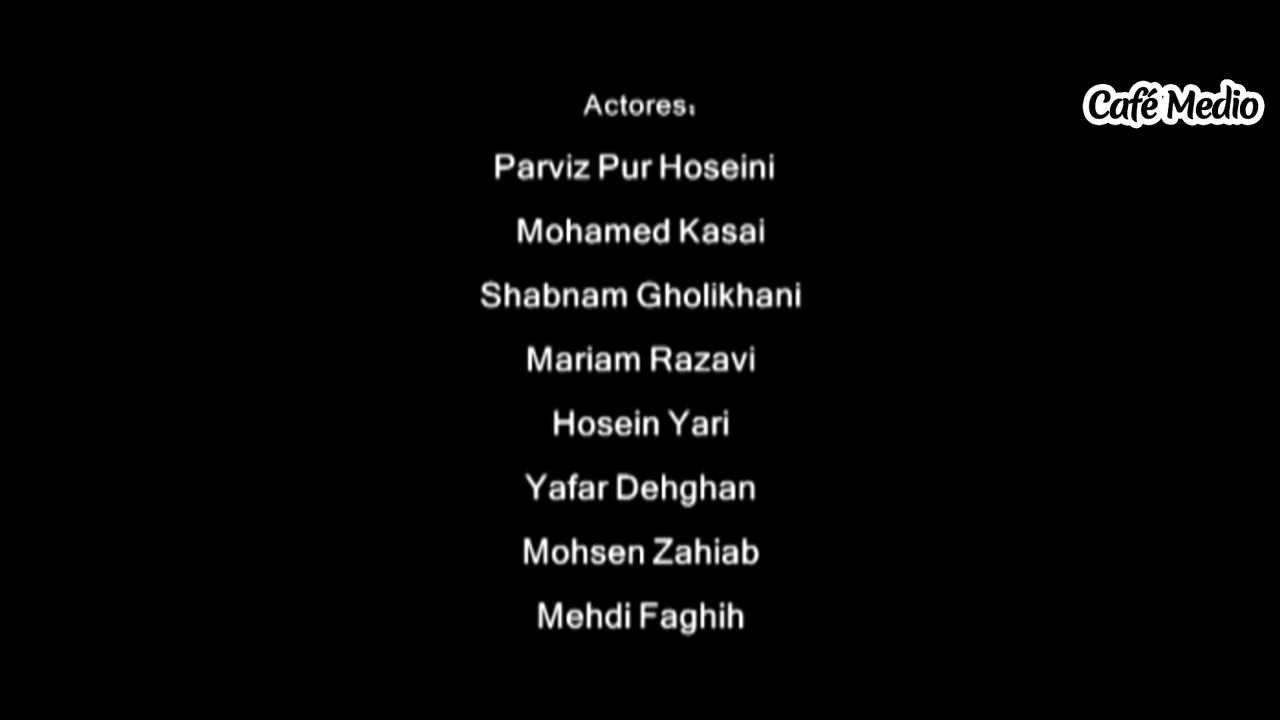 Actores:
Café Medio
Parviz Pur Hoseini
Mohamed Kasai
Shabnam Gholikhani
Mariam Razavi
Hosein Yari
Yafar Dehghan
Mohsen Zahiab
Mehdi Faghih